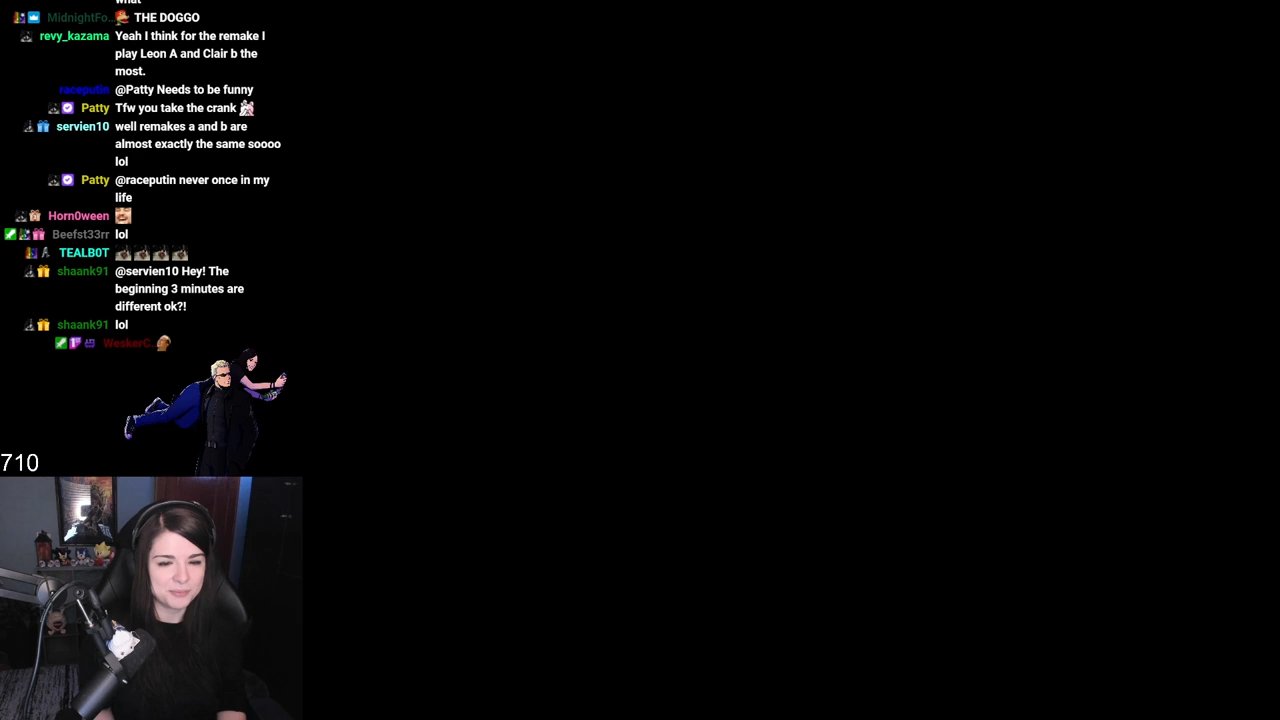 what
MidnightFo... THE DOGGO
revy_kazama Yeah I think for the remake I
play Leon A and Clair b the
most.
raceputin @Patty Needs to be funny
Patty Tfw you take the crank
servien10 well remakes a and b are
almost exactly the same soooo
lol
Patty @raceputin never once in my
life
Horn0ween
Beefst33rr lol
TEALB0T
shaank91 @servien10 Hey! The
beginning 3 minutes are
different ok?!
shaank91 lol
WeskerC...
710